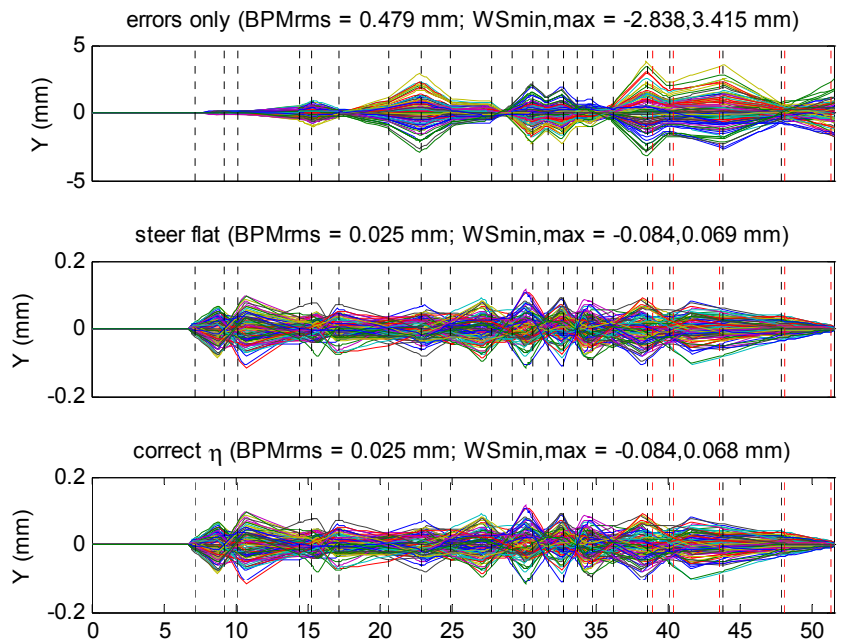 errors only (BPMrms = 0.479 mm; WSmin,max = -2.838,3.415 mm)
5
0
-5
Y (mm)
steer flat (BPMrms = 0.025 mm; WSmin,max = -0.084,0.069 mm)
0.2
0
-0.2
Y (mm)
correct η (BPMrms = 0.025 mm; WSmin,max = -0.084,0.068 mm)
0.2
0
-0.2
Y (mm)
0 5 10 15 20 25 30 35 40 45 50